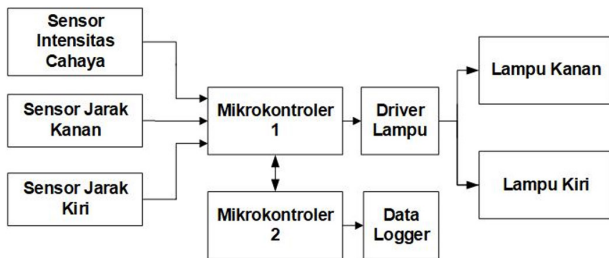 Sensor
Intensitas
Cahaya
Sensor Jarak
Kanan
Sensor Jarak
Kiri
Mikrokontroler
1
Mikrokontroler
2
Driver
Lampu
Data
Logger
Lampu Kanan
Lampu Kiri